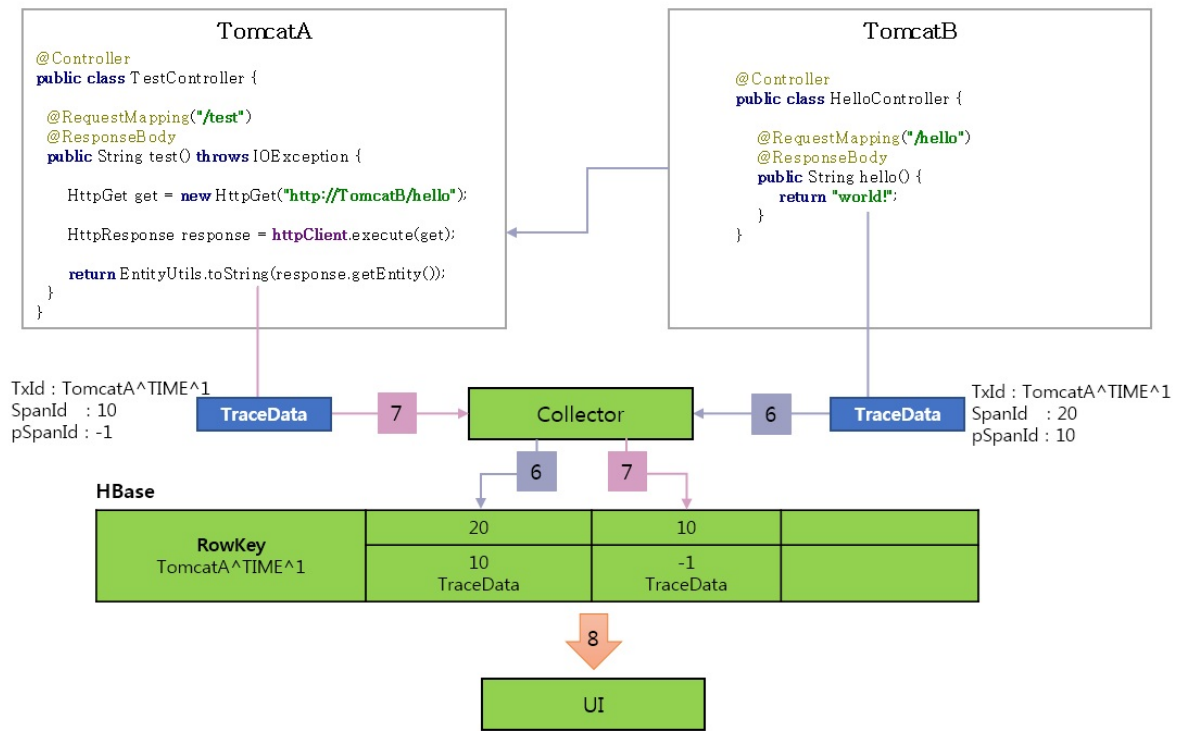 TomcatA
@Controller
public class TestController {
@RequestMapping("/test")
@ResponseBody
public String test() throws IOException {
HttpGet get = new HttpGet("http://TomcatB/hello");
HttpResponse response = httpClient.execute(get);
return EntityUtils.toString(response.getEntity());
}
}
TomcatB
@Controller
public class HelloController {
@RequestMapping("/hello")
@ResponseBody
public String hello() {
return "world!";
}
}
TxId : TomcatA^TIME^1
SpanId : 10
pSpanId : -1
TraceData
7
Collector
6
TraceData
TxId : TomcatA^TIME^1
SpanId : 20
pSpanId : 10
6
7
HBase
RowKey
TomcatA^TIME^1
20
10
10
TraceData
-1
TraceData
8
UI